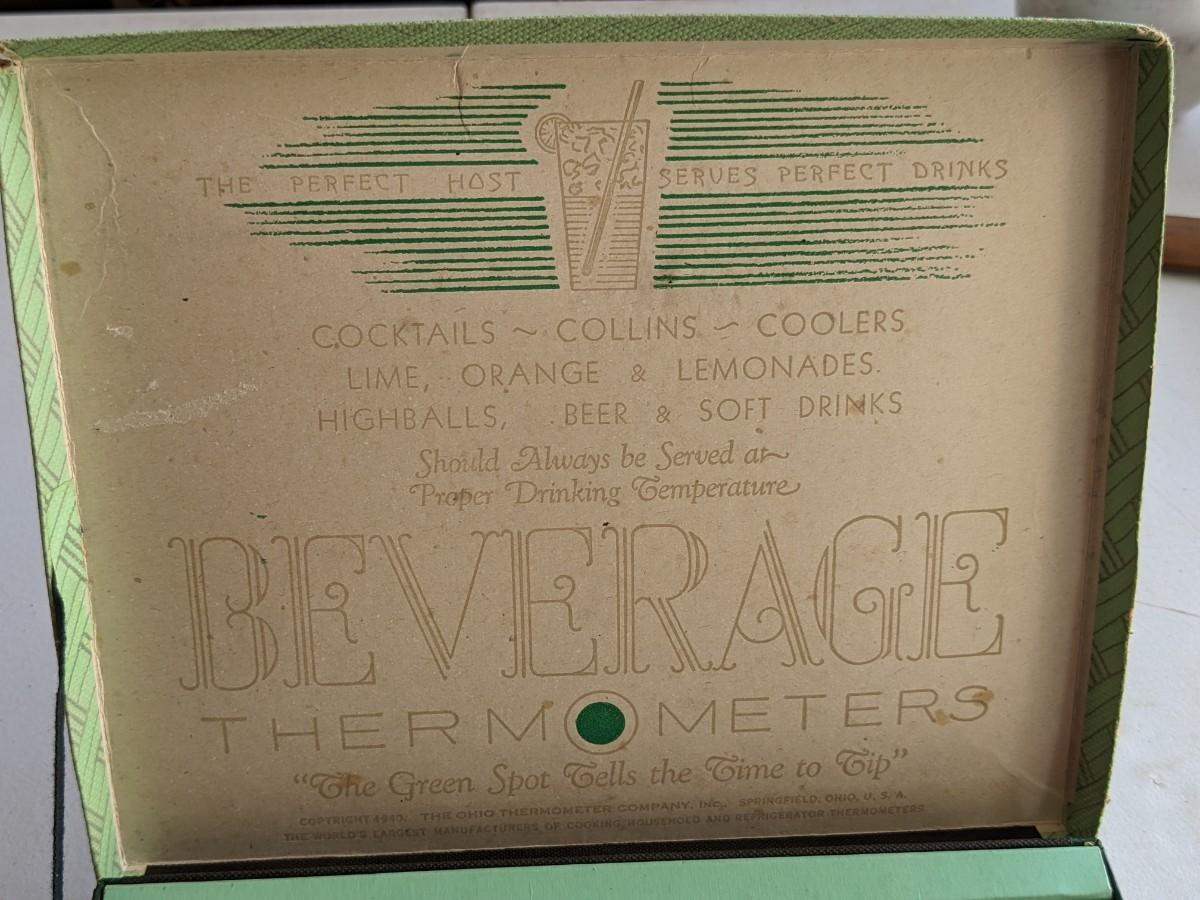 THE PERFECT HOST SERVES PERFECT DRINKS
COCKTAILS ~ COLLINS ~ COOLERS
LIME, ORANGE & LEMONADES.
HIGHBALLS, BEER & SOFT DRINKS
Should Always be Served at~
Proper Drinking Temperature
BEVERAGE
THERMOMETERS
“The Green Spot Tells the Time to Tip”
COPYRIGHT 1940. THE OHIO THERMOMETER COMPANY, INC. SPRINGFIELD, OHIO, U. S. A.
THE WORLD'S LARGEST MANUFACTURERS OF COOKING, HOUSEHOLD AND REFRIGERATOR THERMOMETERS